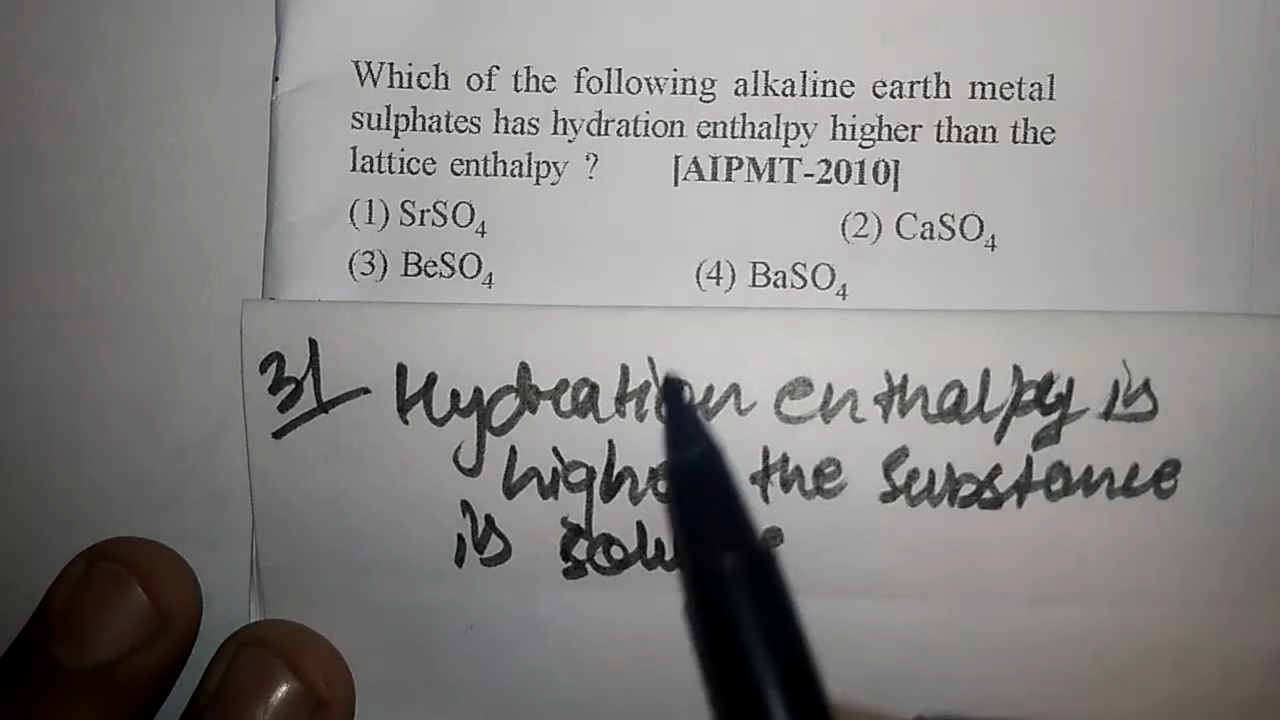 Which of the following alkaline earth metal
sulphates has hydration enthalpy higher than the
lattice enthalpy ? [AIPMT-2010]
(1) SrSO₄ (2) CaSO₄
(3) BeSO₄ (4) BaSO₄
31 Hydration enthalpy is
the substance
is